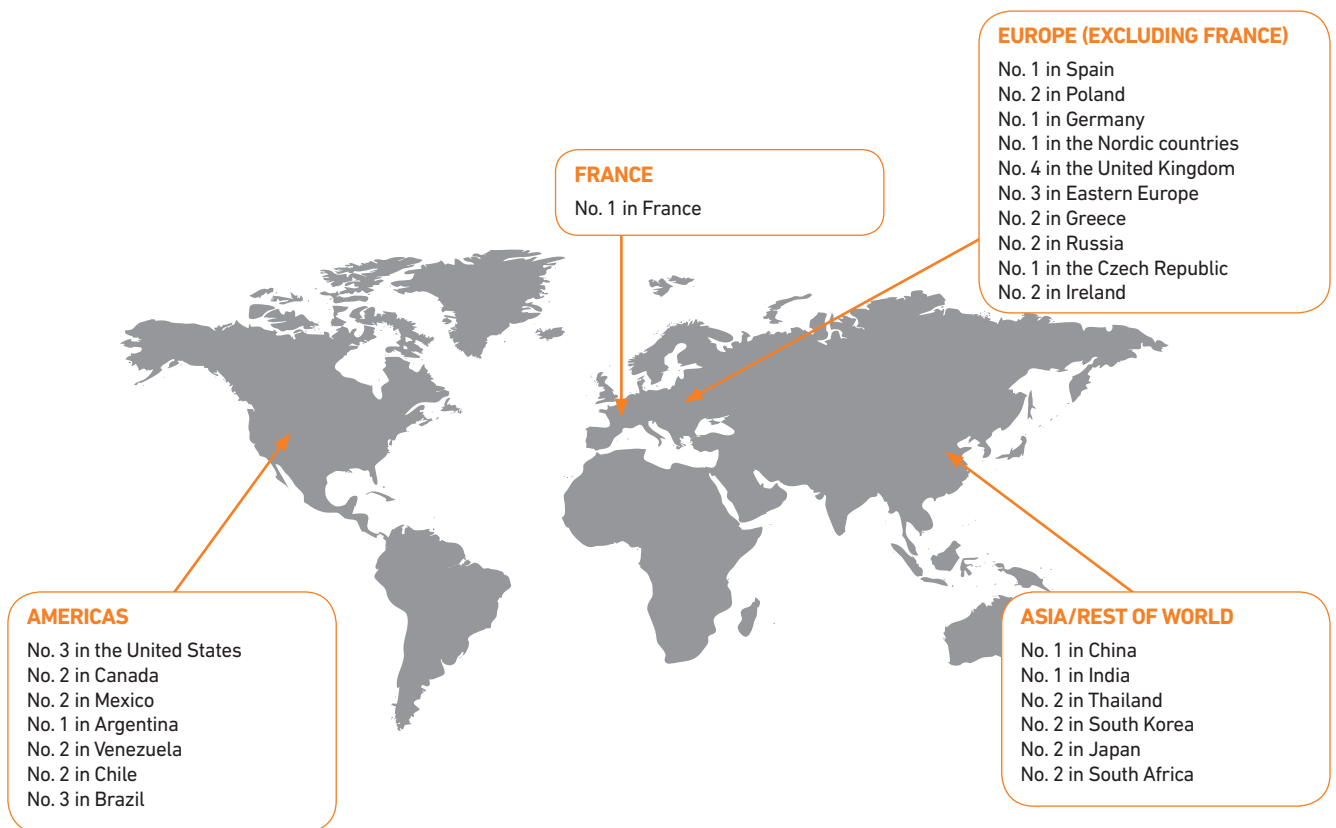 EUROPE (EXCLUDING FRANCE)
No. 1 in Spain
No. 2 in Poland
No. 1 in Germany
No. 1 in the Nordic countries
No. 4 in the United Kingdom
No. 3 in Eastern Europe
No. 2 in Greece
No. 2 in Russia
No. 1 in the Czech Republic
No. 2 in Ireland
FRANCE
No. 1 in France
AMERICAS
No. 3 in the United States
No. 2 in Canada
No. 2 in Mexico
No. 1 in Argentina
No. 2 in Venezuela
No. 2 in Chile
No. 3 in Brazil
ASIA/REST OF WORLD
No. 1 in China
No. 1 in India
No. 2 in Thailand
No. 2 in South Korea
No. 2 in Japan
No. 2 in South Africa